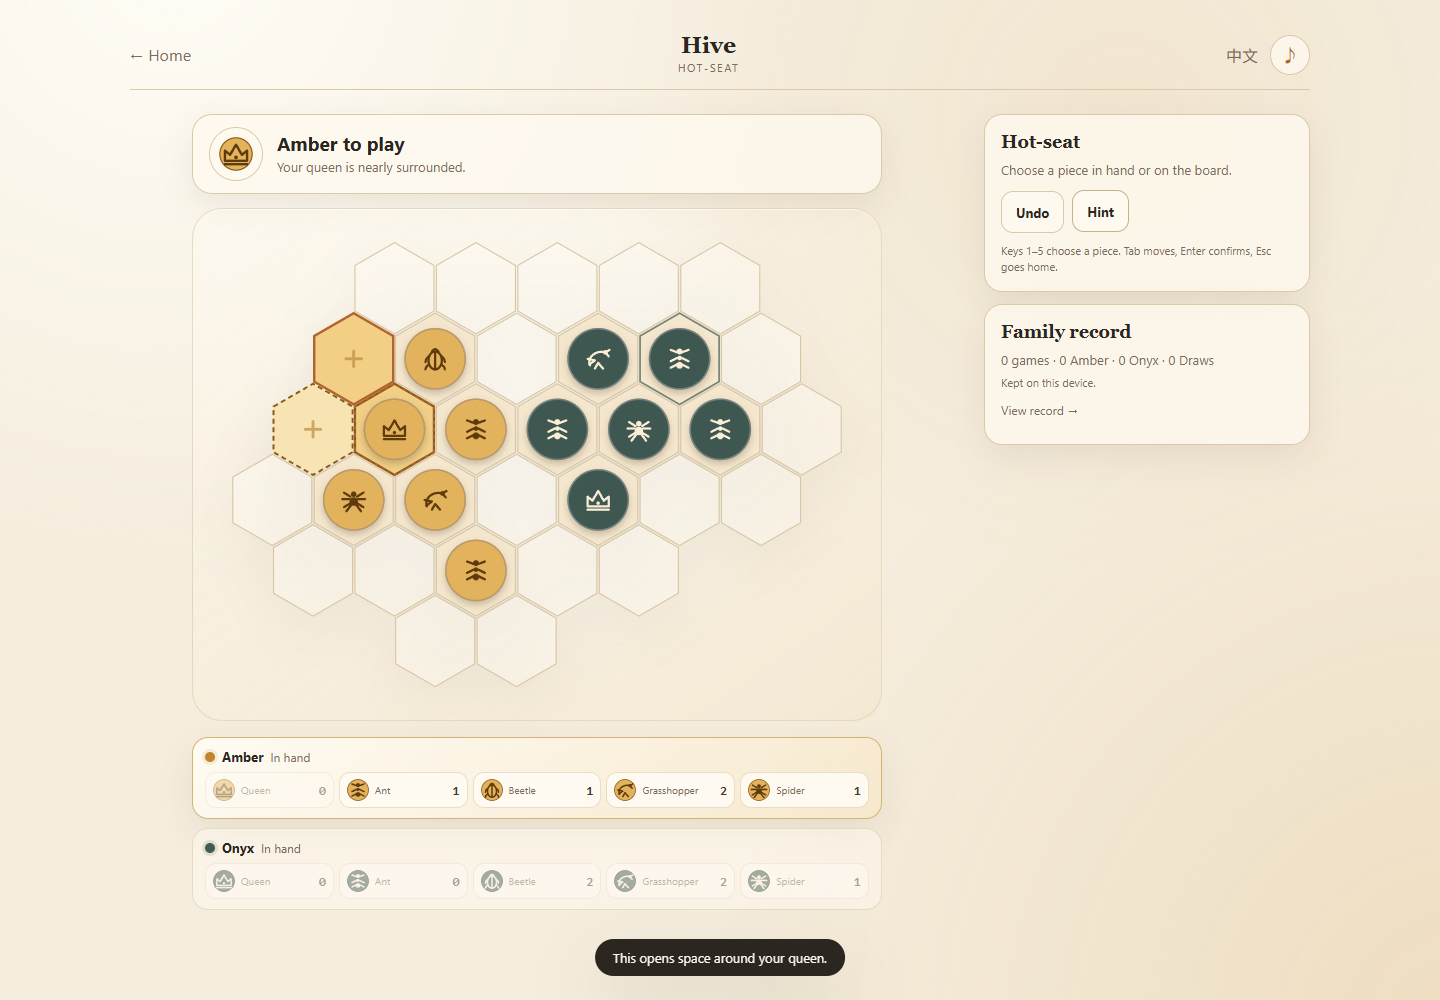 ← Home
Hive
HOT-SEAT
中文
♪
Amber to play
Your queen is nearly surrounded.
Hot-seat
Choose a piece in hand or on the board.
Undo
Hint
Keys 1–5 choose a piece. Tab moves, Enter confirms, Esc
goes home.
Family record
0 games · 0 Amber · 0 Onyx · 0 Draws
Kept on this device.
View record →
+
+
Amber In hand
Queen 0 Ant 1 Beetle 1 Grasshopper 2 Spider 1
Onyx In hand
Queen 0 Ant 0 Beetle 2 Grasshopper 2 Spider 1
This opens space around your queen.